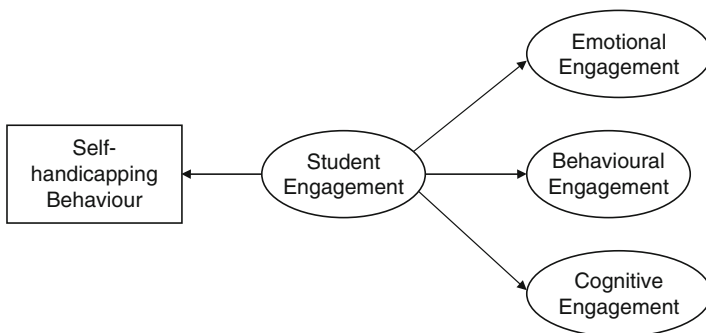 Emotional
Engagement
Self-
handicapping
Behaviour
Student
Engagement
Behavioural
Engagement
Cognitive
Engagement